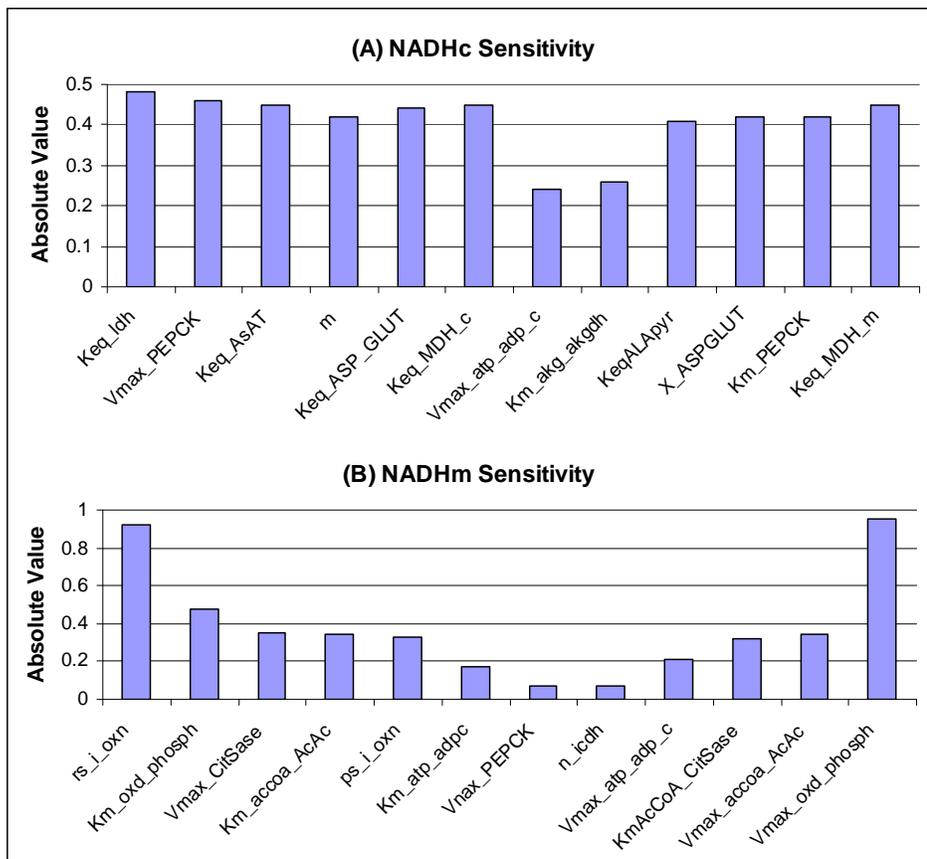 (A) NADHc Sensitivity
Absolute Value
0.5
0.4
0.3
0.2
0.1
0
Keq_ldh
Vmax_PEPCK
Keq_AsAT
m
Keq_ASP_GLUT
Keq_MDH_c
Vmax_atp_adp_c
Km_akg_akgdh
KeqALApyr
X_ASPGLUT
Km_PEPCK
Keq_MDH_m
(B) NADHm Sensitivity
Absolute Value
1
0.8
0.6
0.4
0.2
0
rs_i_oxn
Km_oxd_phosph
Vmax_CitSase
Km_accoa_AcAc
ps_i_oxn
Km_atp_adpc
Vnax_PEPCK
n_icdh
Vmax_atp_adp_c
KmAcCoA_CitSase
Vmax_accoa_AcAc
Vmax_oxd_phosph